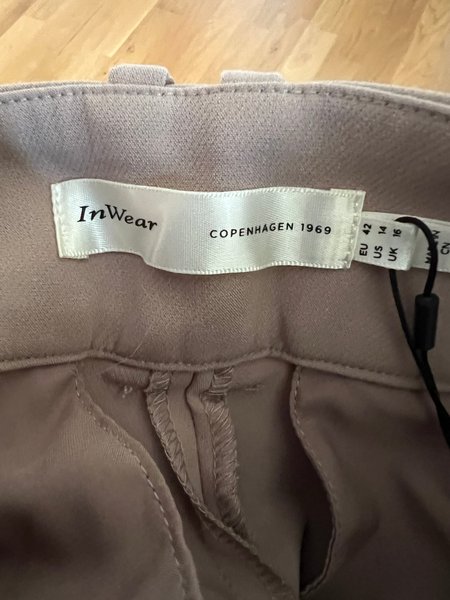 InWear
COPENHAGEN 1969
EU 42
US 14
UK 16